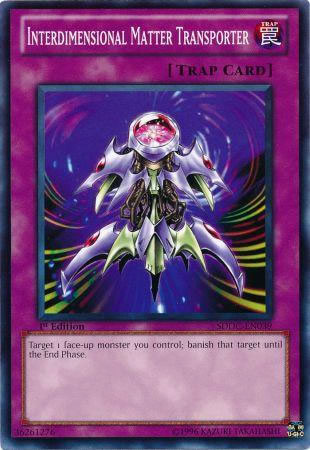 INTERDIMENSIONAL MATTER TRANSPORTER
TRAP
罠
[TRAP CARD]
1st Edition
SDDC-EN039
Target 1 face-up monster you control; banish that target until
the End Phase.
36261276
©1996 KAZUKI TAKAHASHI